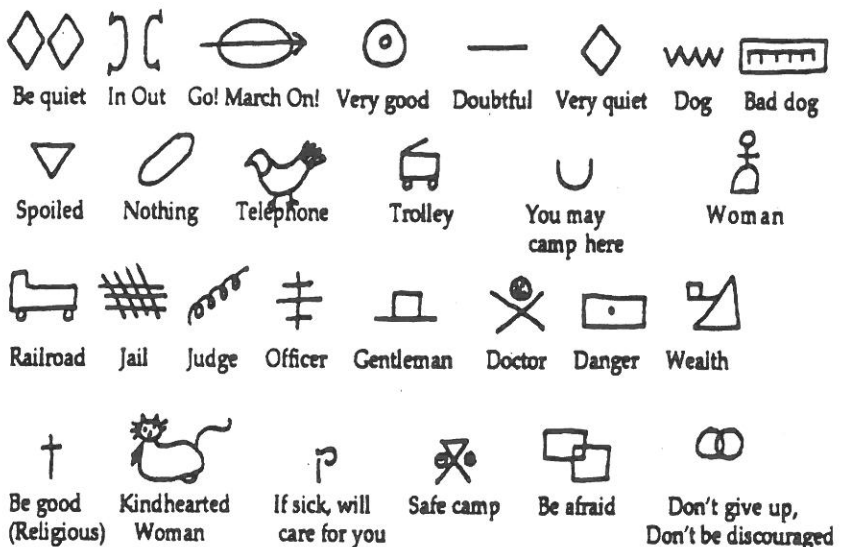 Be quiet In Out Go! March On! Very good Doubtful Very quiet Dog Bad dog
Spoiled Nothing Telephone Trolley You may Woman
camp here
Railroad Jail Judge Officer Gentleman Doctor Danger Wealth
Be good Kindhearted If sick, will Safe camp Be afraid Don't give up,
(Religious) Woman care for you Don't be discouraged